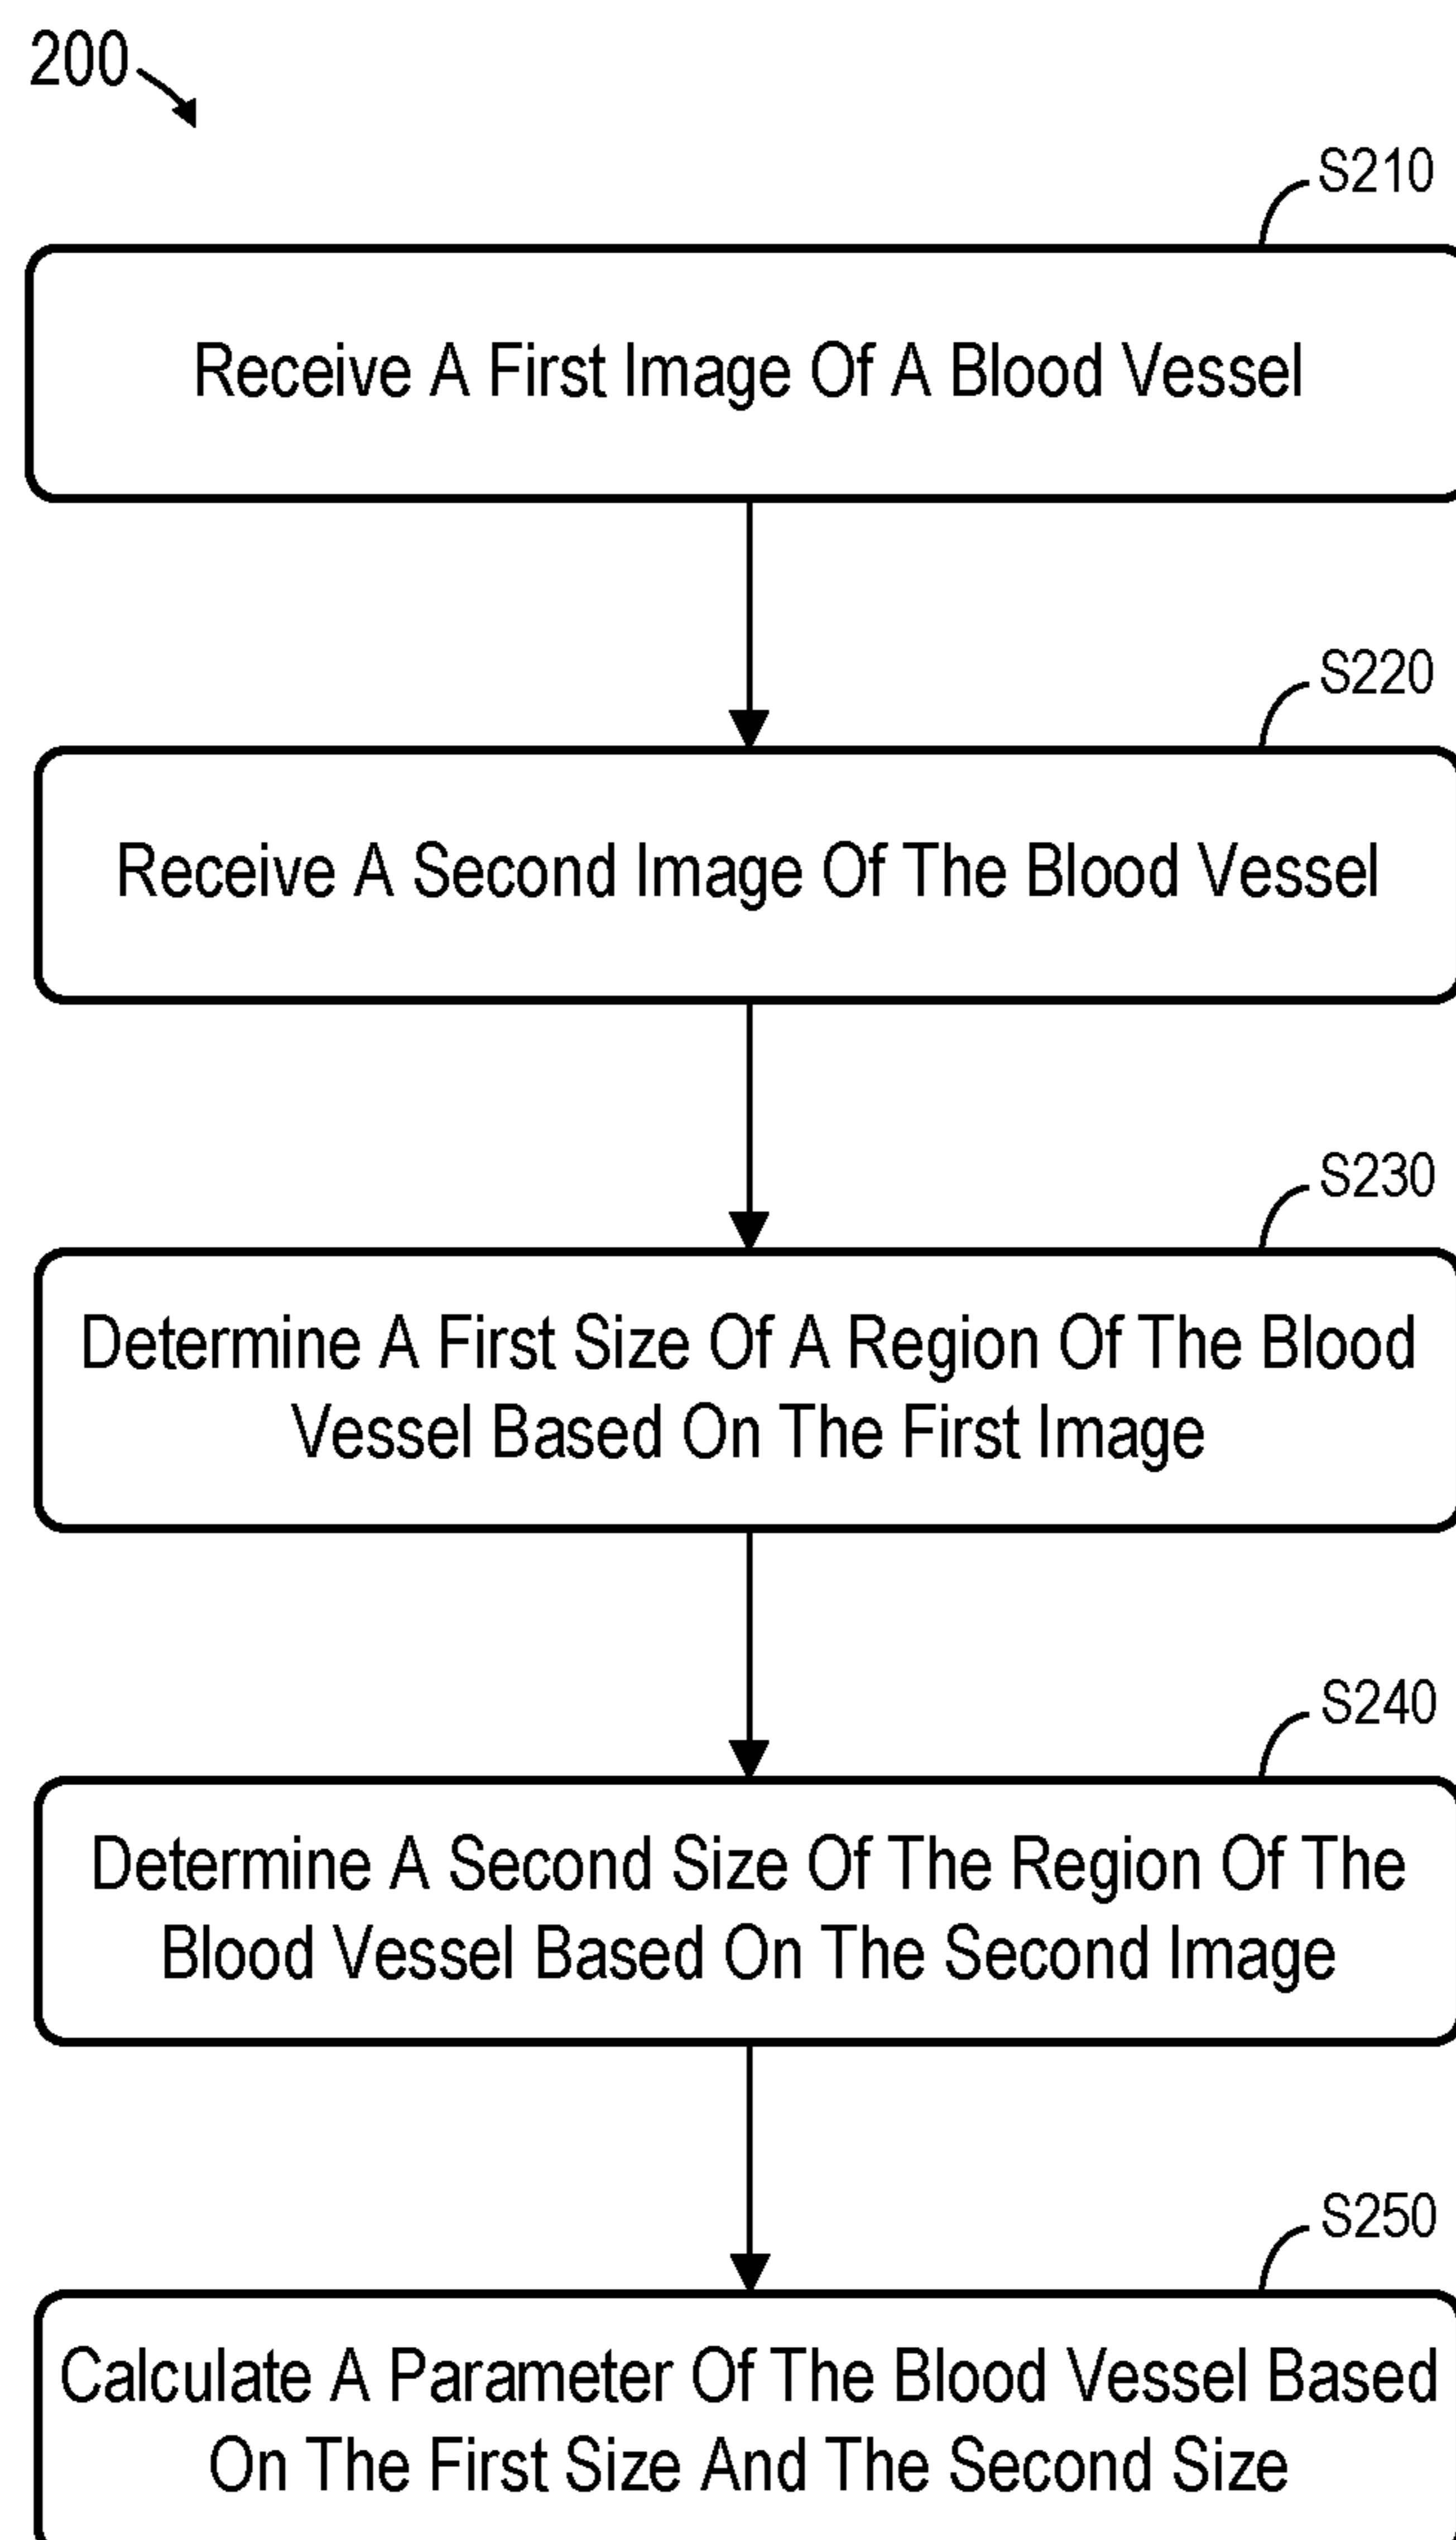 200
S210
Receive A First Image Of A Blood Vessel
S220
Receive A Second Image Of The Blood Vessel
S230
Determine A First Size Of A Region Of The Blood
Vessel Based On The First Image
S240
Determine A Second Size Of The Region Of The
Blood Vessel Based On The Second Image
S250
Calculate A Parameter Of The Blood Vessel Based
On The First Size And The Second Size